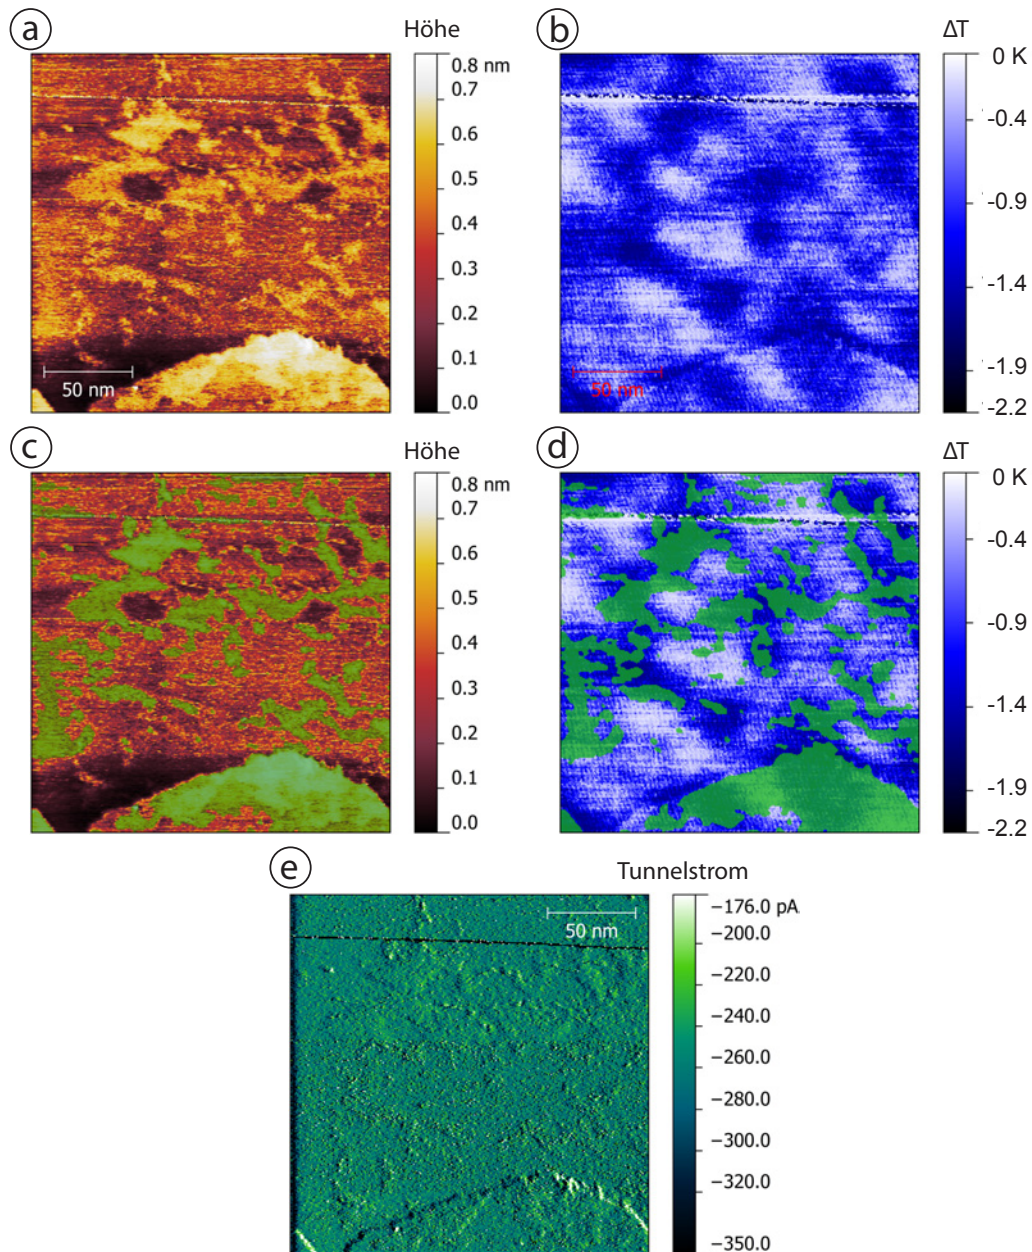 a
Höhe
0.8 nm
0.7
0.6
0.5
0.4
0.3
0.2
0.1
0.0
50 nm
b
ΔT
0 K
-0.4
-0.9
-1.4
-1.9
-2.2
50 nm
c
Höhe
0.8 nm
0.7
0.6
0.5
0.4
0.3
0.2
0.1
0.0
d
ΔT
0 K
-0.4
-0.9
-1.4
-1.9
-2.2
e
Tunnelstrom
50 nm
−176.0 pA
−200.0
−220.0
−240.0
−260.0
−280.0
−300.0
−320.0
−350.0